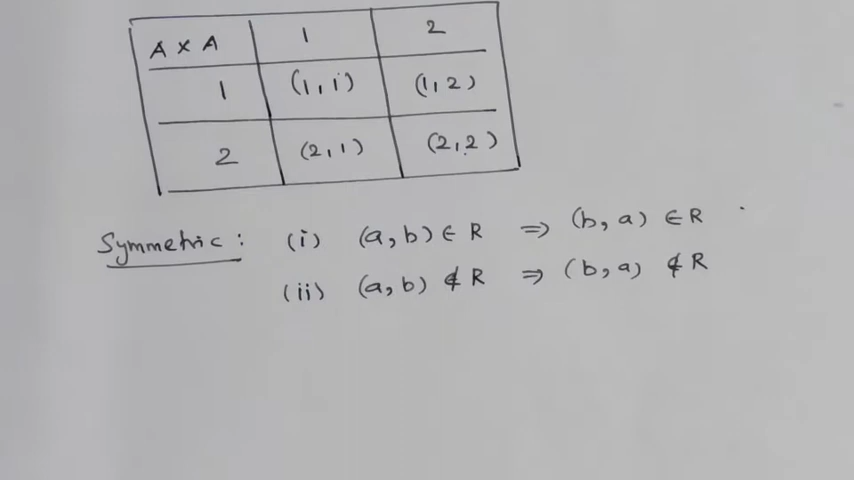 A × A 1 2
1 (1,1) (1,2)
2 (2,1) (2,2)
Symmetric: (i) (a,b) ∈ R ⇒ (b,a) ∈ R
(ii) (a,b) ∉ R ⇒ (b,a) ∉ R